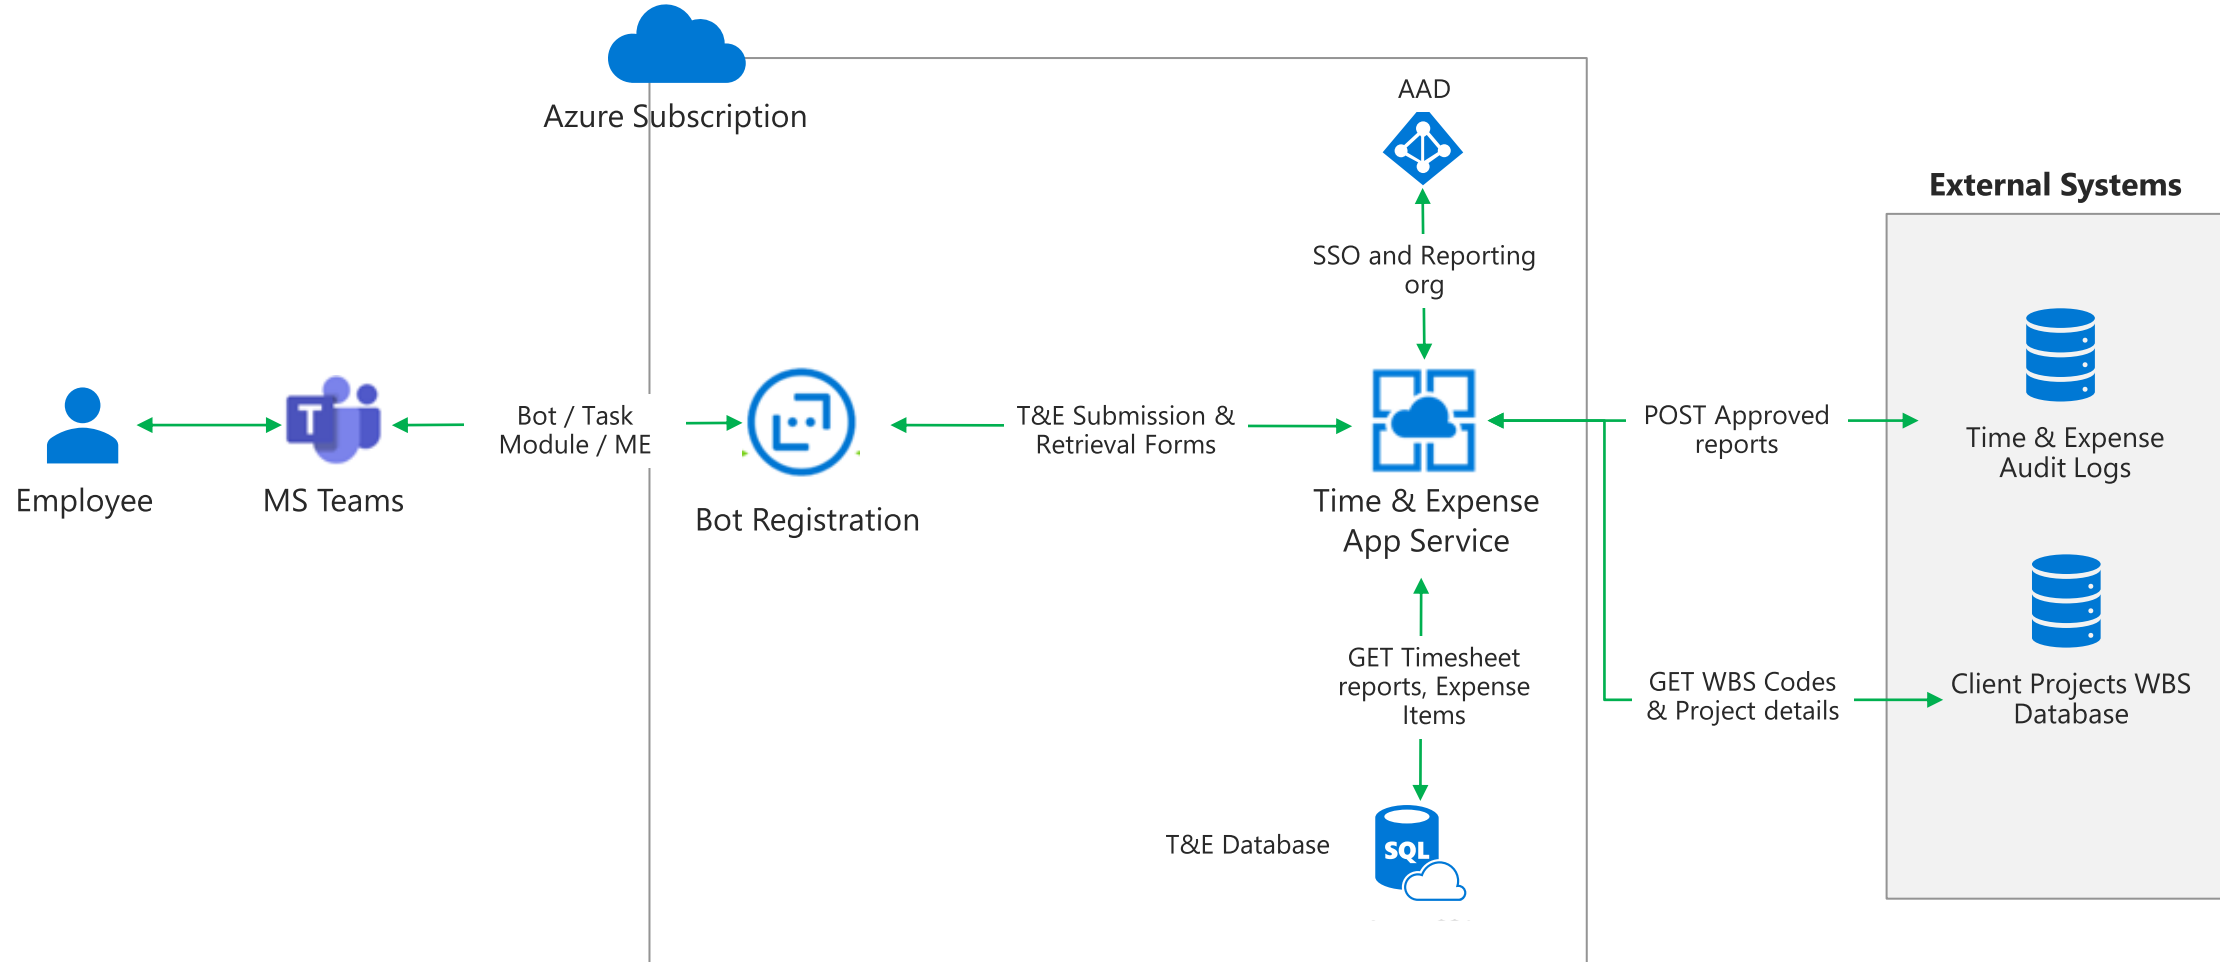 Azure Subscription
AAD
External Systems
SSO and Reporting
org
Employee
T
MS Teams
Bot / Task
Module / ME
Bot Registration
T&E Submission &
Retrieval Forms
Time & Expense
App Service
POST Approved
reports
Time & Expense
Audit Logs
GET Timesheet
reports, Expense
Items
GET WBS Codes
& Project details
Client Projects WBS
Database
T&E Database
SQL